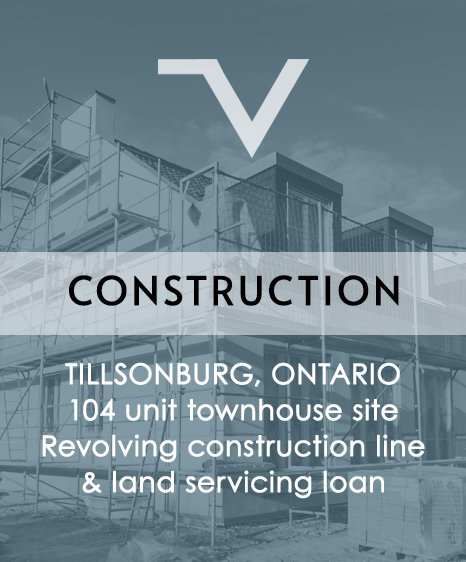 CONSTRUCTION
TILLSONBURG, ONTARIO
104 unit townhouse site
Revolving construction line
& land servicing loan